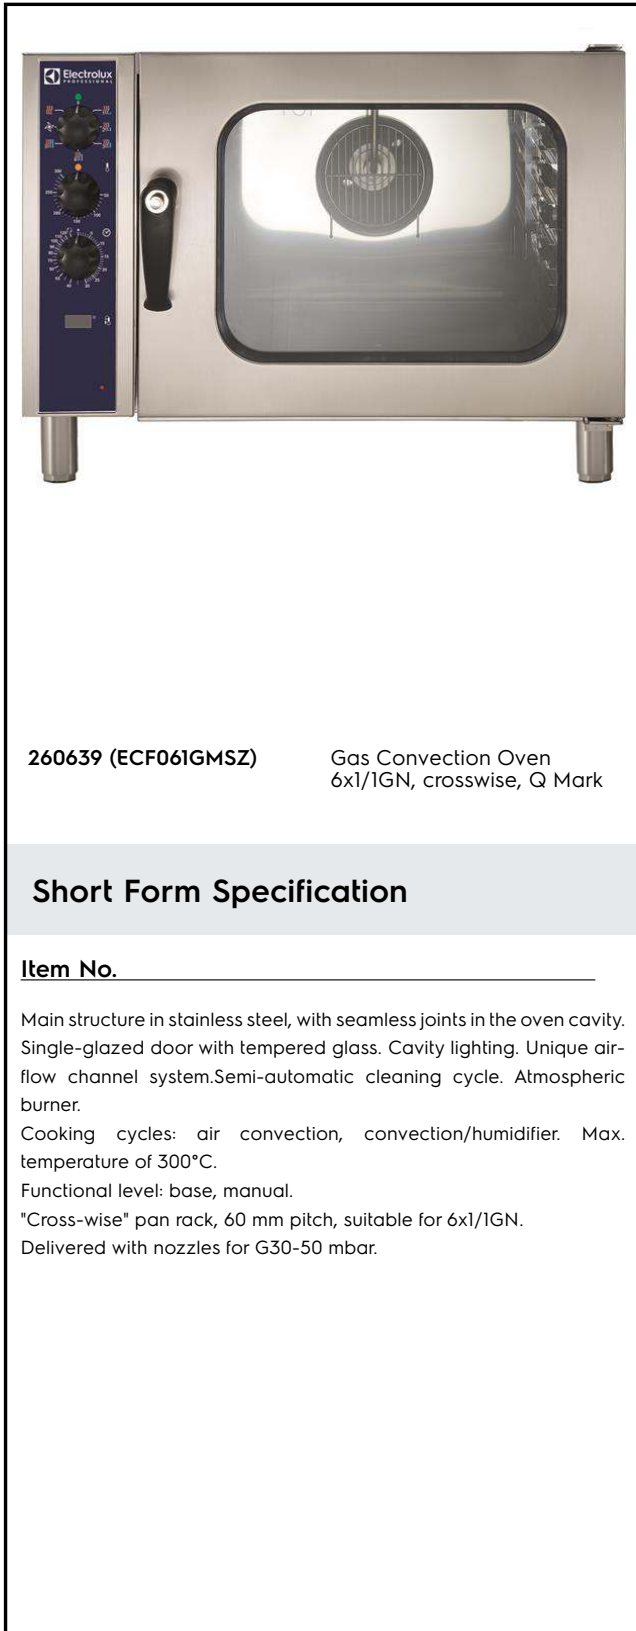 Electrolux
PROFESSIONAL
260639 (ECF061GMSZ)
Gas Convection Oven
6x1/1GN, crosswise, Q Mark
Short Form Specification
Item No.
Main structure in stainless steel, with seamless joints in the oven cavity.
Single-glazed door with tempered glass. Cavity lighting. Unique air-
flow channel system.Semi-automatic cleaning cycle. Atmospheric
burner.
Cooking cycles: air convection, convection/humidifier. Max.
temperature of 300°C.
Functional level: base, manual.
"Cross-wise" pan rack, 60 mm pitch, suitable for 6x1/1GN.
Delivered with nozzles for G30-50 mbar.